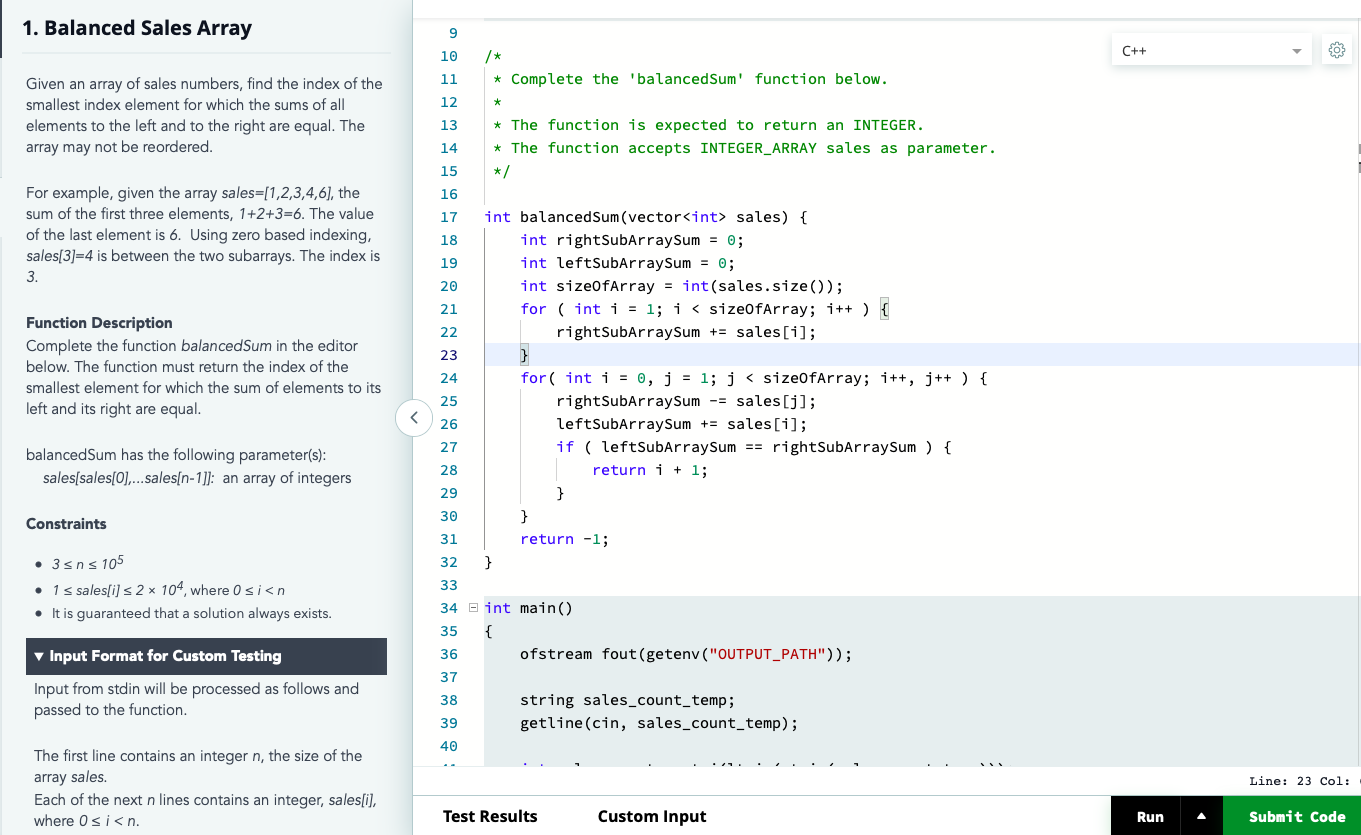 1. Balanced Sales Array
Given an array of sales numbers, find the index of the
smallest index element for which the sums of all
elements to the left and to the right are equal. The
array may not be reordered.
For example, given the array sales=[1,2,3,4,6], the
sum of the first three elements, 1+2+3=6. The value
of the last element is 6.  Using zero based indexing,
sales[3]=4 is between the two subarrays. The index is
3.
Function Description
Complete the function balancedSum in the editor
below. The function must return the index of the
smallest element for which the sum of elements to its
left and its right are equal.
balancedSum has the following parameter(s):
sales[sales[0],...sales[n-1]]:  an array of integers
Constraints
• 3 ≤ n ≤ 10^5
• 1 ≤ sales[i] ≤ 2 × 10^4, where 0 ≤ i < n
• It is guaranteed that a solution always exists.
▼ Input Format for Custom Testing
Input from stdin will be processed as follows and
passed to the function.
The first line contains an integer n, the size of the
array sales.
Each of the next n lines contains an integer, sales[i],
where 0 ≤ i < n.
C++
9
10 /*
11  * Complete the 'balancedSum' function below.
12  *
13  * The function is expected to return an INTEGER.
14  * The function accepts INTEGER_ARRAY sales as parameter.
15  */
16
17 int balancedSum(vector<int> sales) {
18     int rightSubArraySum = 0;
19     int leftSubArraySum = 0;
20     int sizeOfArray = int(sales.size());
21     for ( int i = 1; i < sizeOfArray; i++ ) {
22         rightSubArraySum += sales[i];
23     }
24     for( int i = 0, j = 1; j < sizeOfArray; i++, j++ ) {
25         rightSubArraySum -= sales[j];
26         leftSubArraySum += sales[i];
27         if ( leftSubArraySum == rightSubArraySum ) {
28             return i + 1;
29         }
30     }
31     return -1;
32 }
33
34 int main()
35 {
36     ofstream fout(getenv("OUTPUT_PATH"));
37
38     string sales_count_temp;
39     getline(cin, sales_count_temp);
40
Line: 23 Col:
Test Results
Custom Input
Run
Submit Code